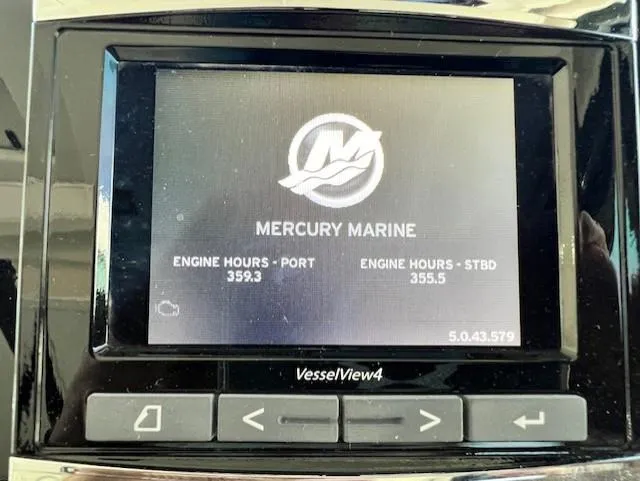 M
MERCURY MARINE
ENGINE HOURS - PORT
359.3
ENGINE HOURS - STBD
355.5
5.0.43.579
VesselView4